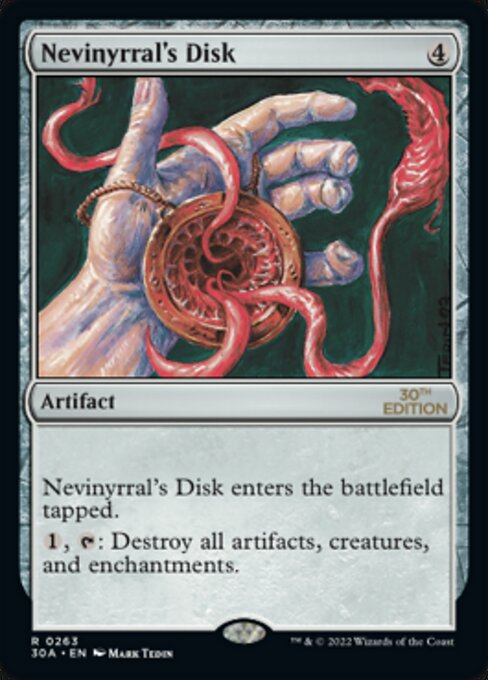 Nevinyrral's Disk 4
TEDIN
Artifact
30TH
EDITION
Nevinyrral's Disk enters the battlefield
tapped.
1, : Destroy all artifacts, creatures,
and enchantments.
R 0263
30A • EN MARK TEDIN
™ & © 2022 Wizards of the Coast